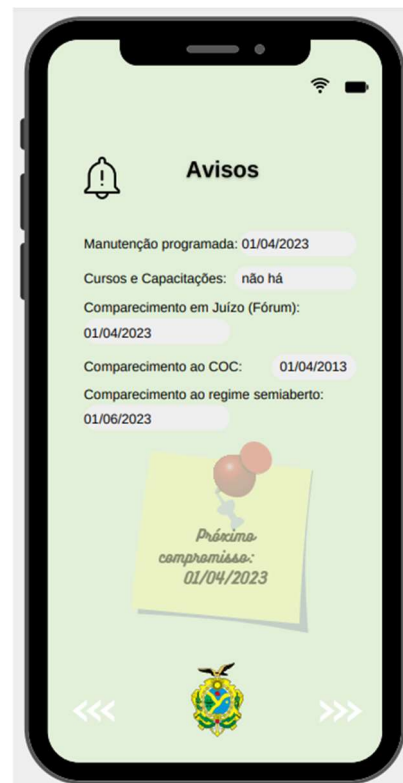 Avisos
Manutenção programada: 01/04/2023
Cursos e Capacitações: não há
Comparecimento em Juízo (Fórum):
01/04/2023
Comparecimento ao COC: 01/04/2013
Comparecimento ao regime semiaberto:
01/06/2023
Próximo
compromisso:
01/04/2023